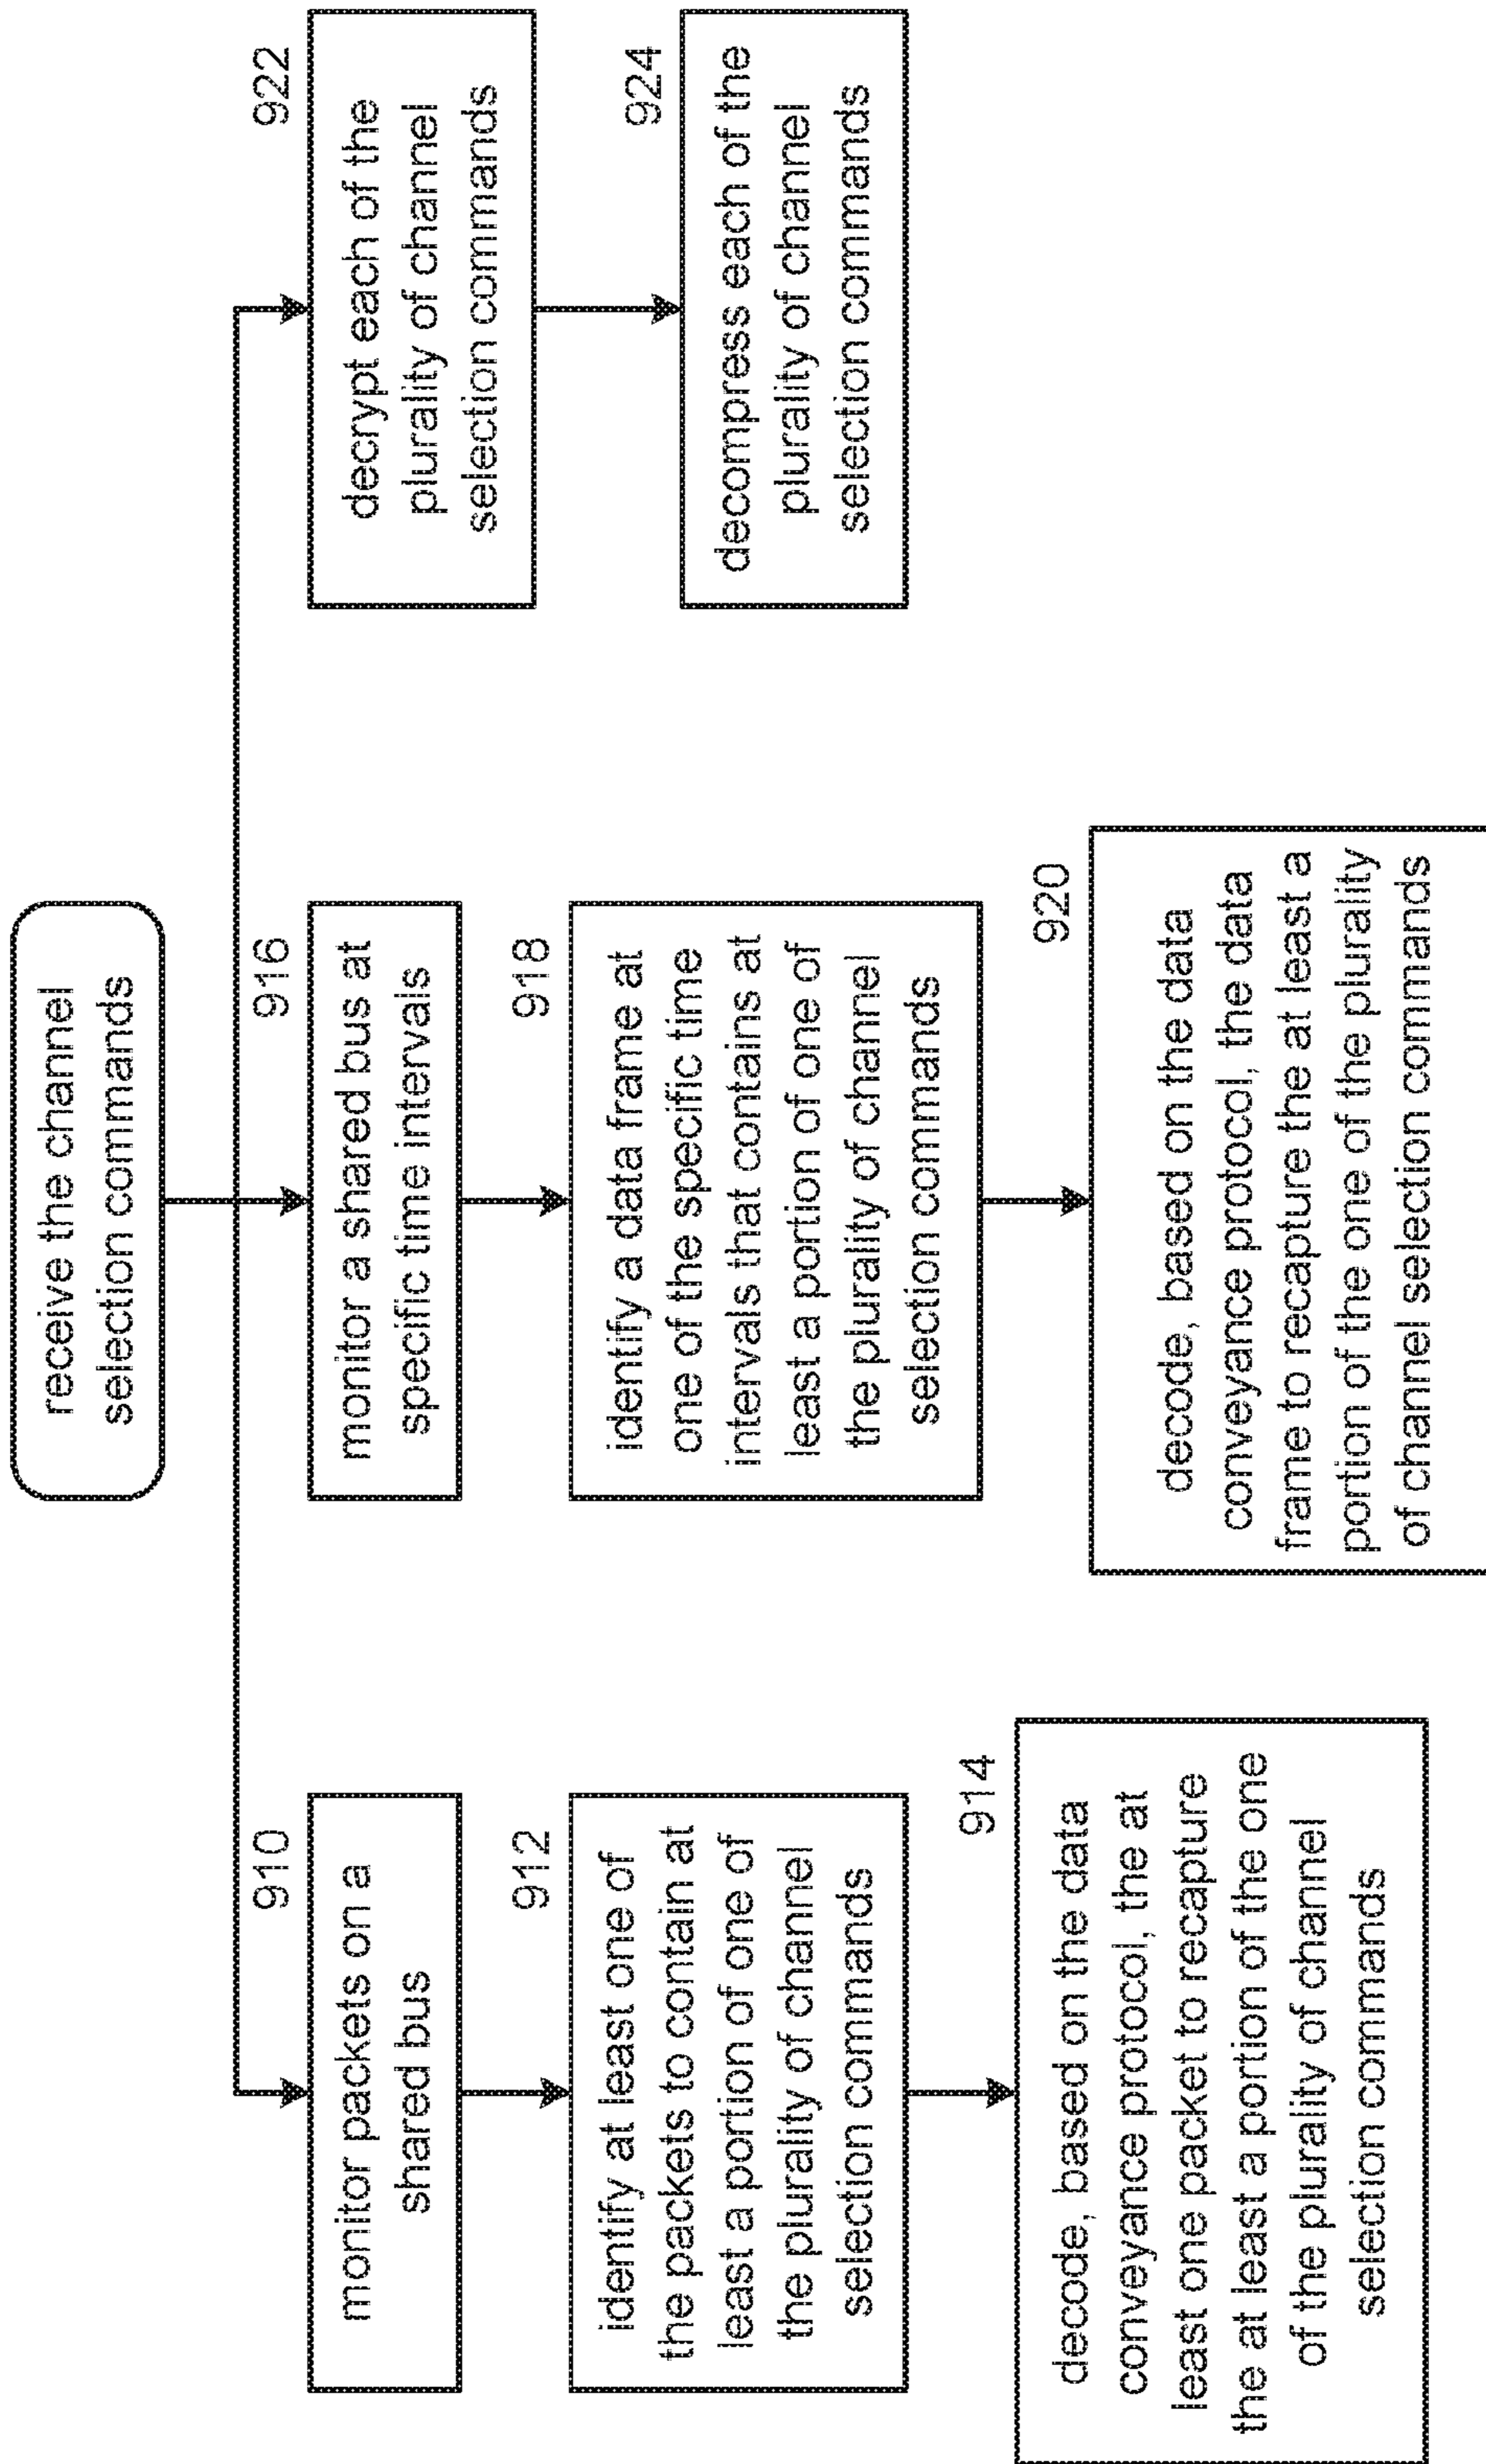 receive the channel
selection commands
910
monitor packets on a
shared bus
912
identify at least one of
the packets to contain at
least a portion of one of
the plurality of channel
selection commands
914
decode, based on the data
conveyance protocol, the at
least one packet to recapture
the at least a portion of the one
of the plurality of channel
selection commands
916
monitor a shared bus at
specific time intervals
918
identify a data frame at
one of the specific time
intervals that contains at
least a portion of one of
the plurality of channel
selection commands
920
decode, based on the data
conveyance protocol, the data
frame to recapture the at least a
portion of the one of the plurality
of channel selection commands
922
decrypt each of the
plurality of channel
selection commands
924
decompress each of the
plurality of channel
selection commands